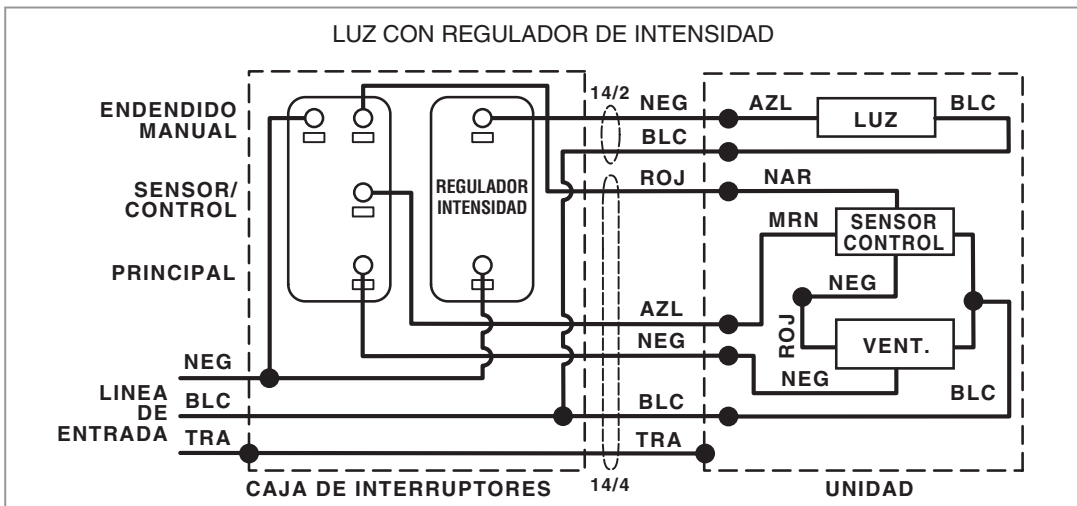 LUZ CON REGULADOR DE INTENSIDAD
ENDENDIDO
MANUAL
SENSOR/
CONTROL
PRINCIPAL
NEG
LINEA
DE
ENTRADA
BLC
TRA
REGULADOR
INTENSIDAD
CAJA DE INTERRUPTORES
14/2
NEG
BLC
ROJ
AZL
NEG
BLC
TRA
14/4
AZL
LUZ
BLC
NAR
MRN
SENSOR
CONTROL
NEG
ROJ
VENT.
NEG
BLC
UNIDAD